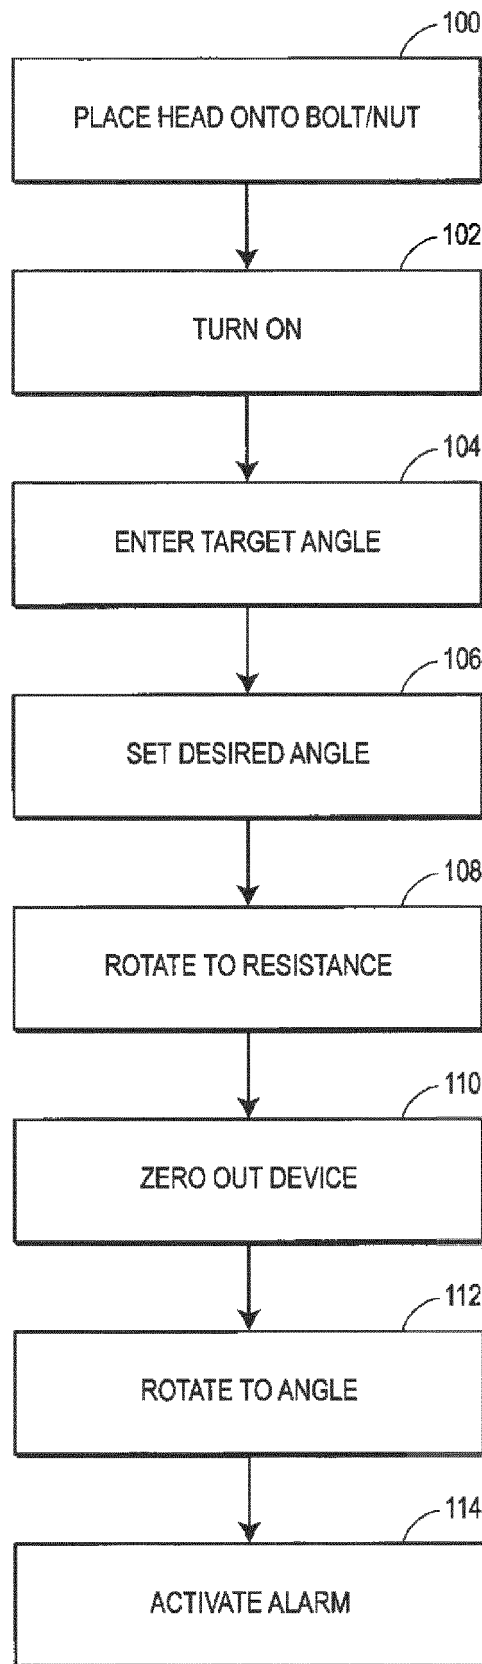 100
PLACE HEAD ONTO BOLT/NUT
102
TURN ON
104
ENTER TARGET ANGLE
106
SET DESIRED ANGLE
108
ROTATE TO RESISTANCE
110
ZERO OUT DEVICE
112
ROTATE TO ANGLE
114
ACTIVATE ALARM